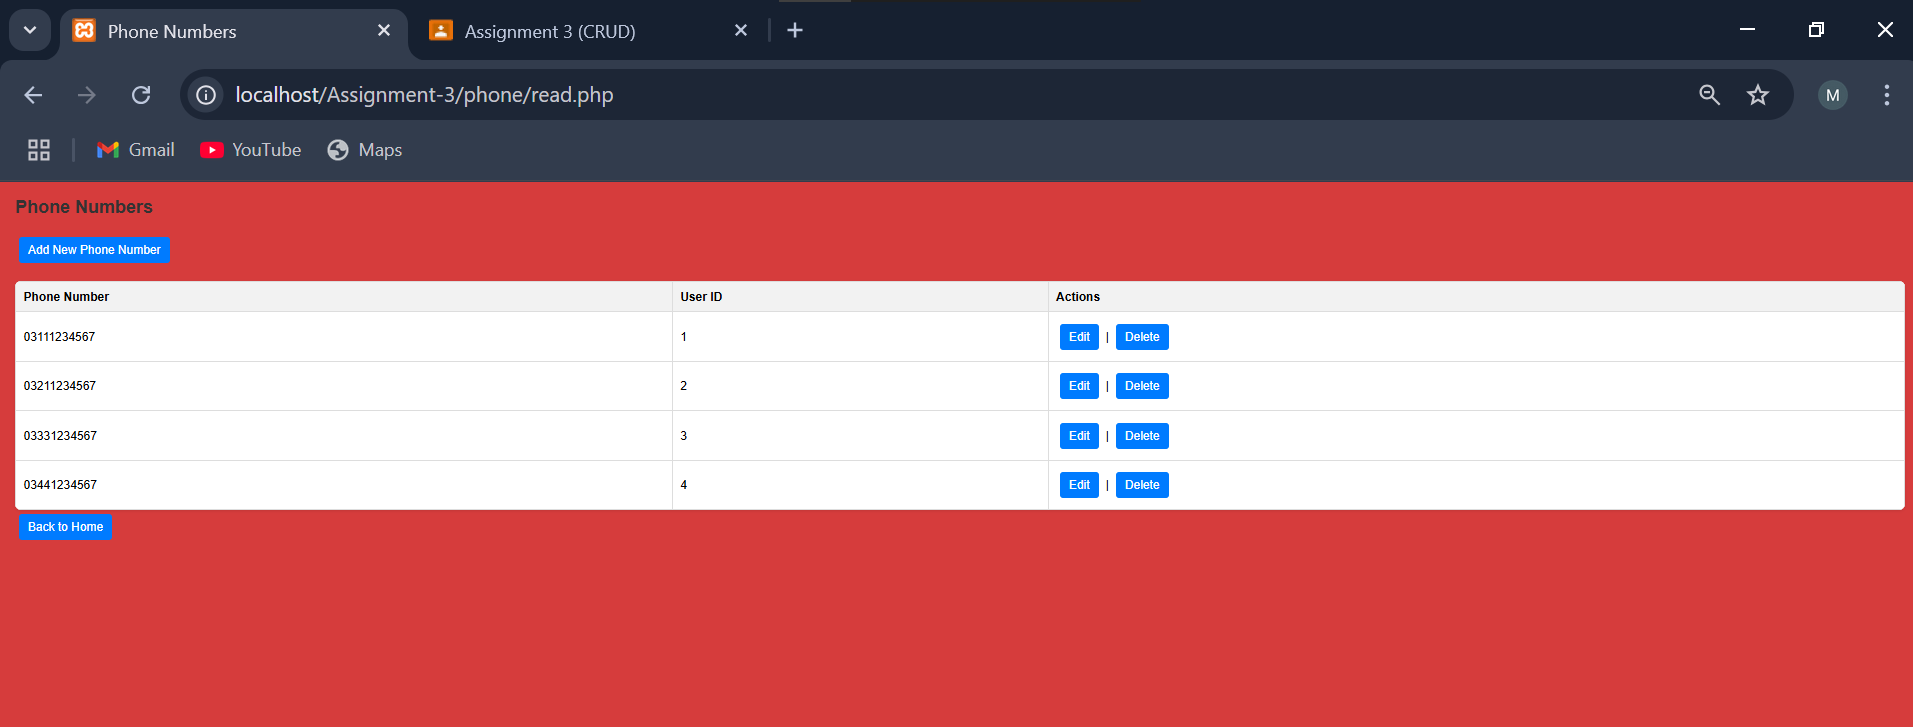 Phone Numbers
Assignment 3 (CRUD)
localhost/Assignment-3/phone/read.php
M
Gmail
YouTube
Maps
Phone Numbers
Add New Phone Number
Phone Number User ID Actions
03111234567 1 Edit | Delete
03211234567 2 Edit | Delete
03331234567 3 Edit | Delete
03441234567 4 Edit | Delete
Back to Home